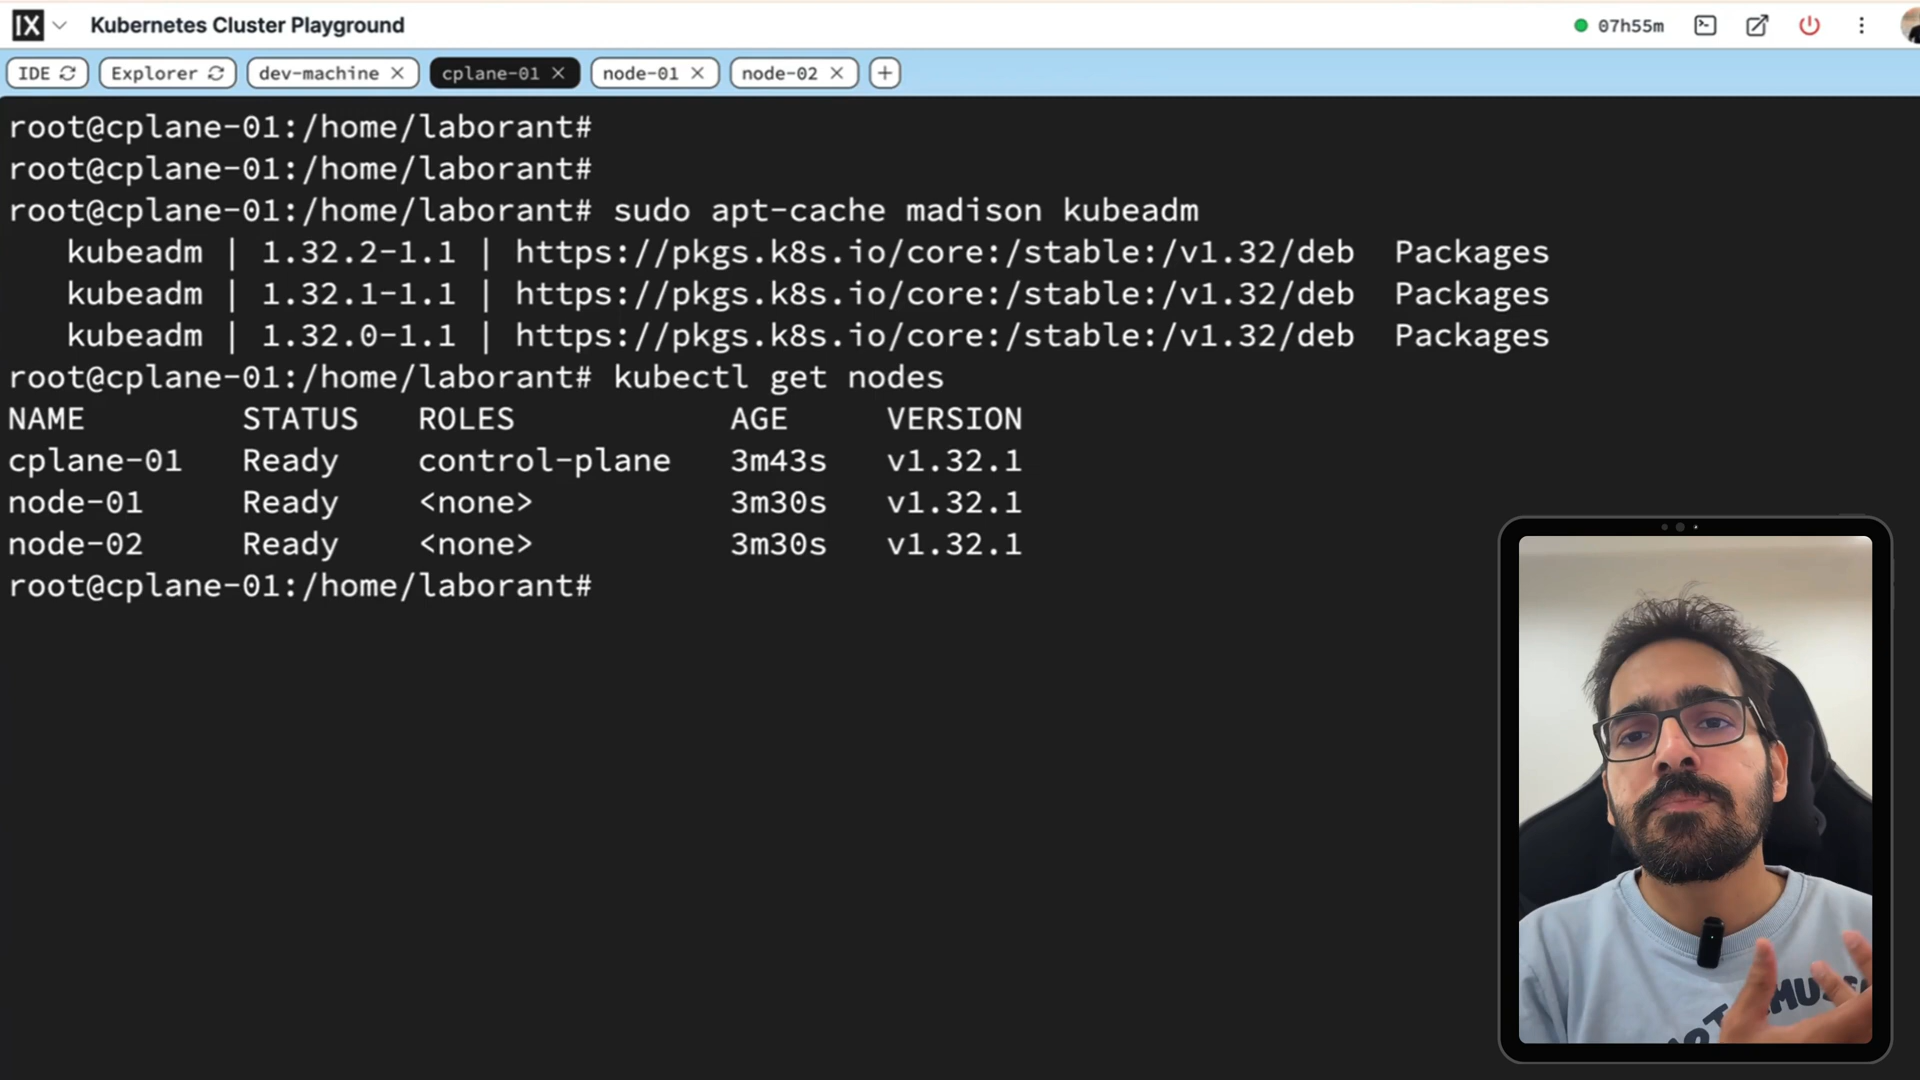 IX Kubernetes Cluster Playground 07h55m
IDE Explorer dev-machine cplane-01 node-01 node-02
root@cplane-01:/home/laborant#
root@cplane-01:/home/laborant#
root@cplane-01:/home/laborant# sudo apt-cache madison kubeadm
kubeadm | 1.32.2-1.1 | https://pkgs.k8s.io/core:/stable:/v1.32/deb Packages
kubeadm | 1.32.1-1.1 | https://pkgs.k8s.io/core:/stable:/v1.32/deb Packages
kubeadm | 1.32.0-1.1 | https://pkgs.k8s.io/core:/stable:/v1.32/deb Packages
root@cplane-01:/home/laborant# kubectl get nodes
NAME STATUS ROLES AGE VERSION
cplane-01 Ready control-plane 3m43s v1.32.1
node-01 Ready <none> 3m30s v1.32.1
node-02 Ready <none> 3m30s v1.32.1
root@cplane-01:/home/laborant#